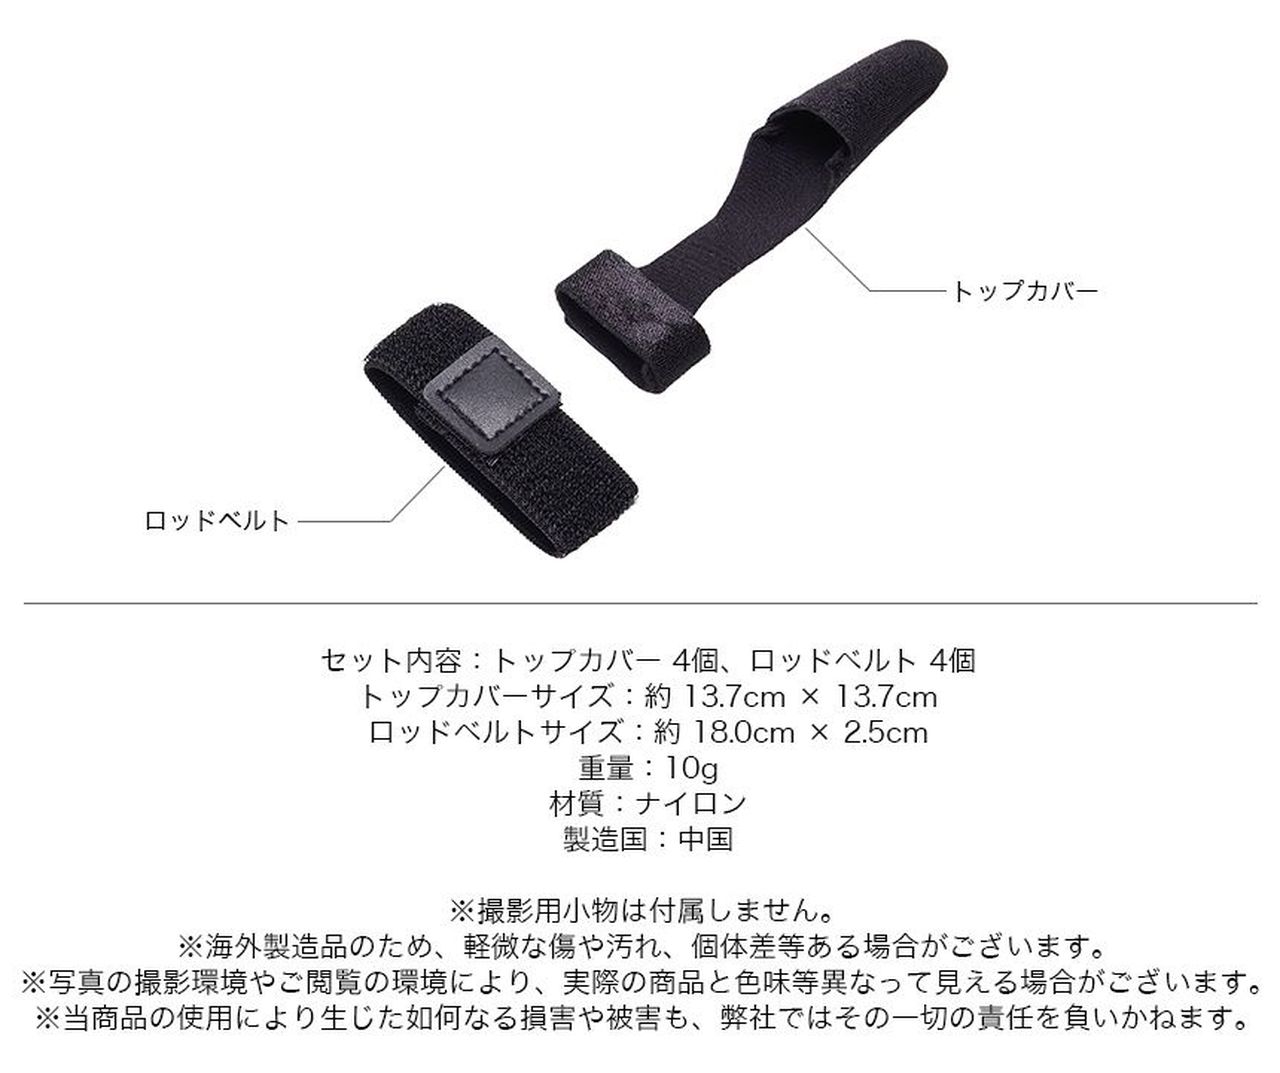 トップカバー
ロッドベルト
セット内容：トップカバー 4個、ロッドベルト 4個
トップカバーサイズ：約 13.7cm × 13.7cm
ロッドベルトサイズ：約 18.0cm × 2.5cm
重量：10g
材質：ナイロン
製造国：中国
※撮影用小物は付属しません。
※海外製造品のため、軽微な傷や汚れ、個体差等ある場合がございます。
※写真の撮影環境やご閲覧の環境により、実際の商品と色味等異なって見える場合がございます。
※当商品の使用により生じた如何なる損害や被害も、弊社ではその一切の責任を負いかねます。